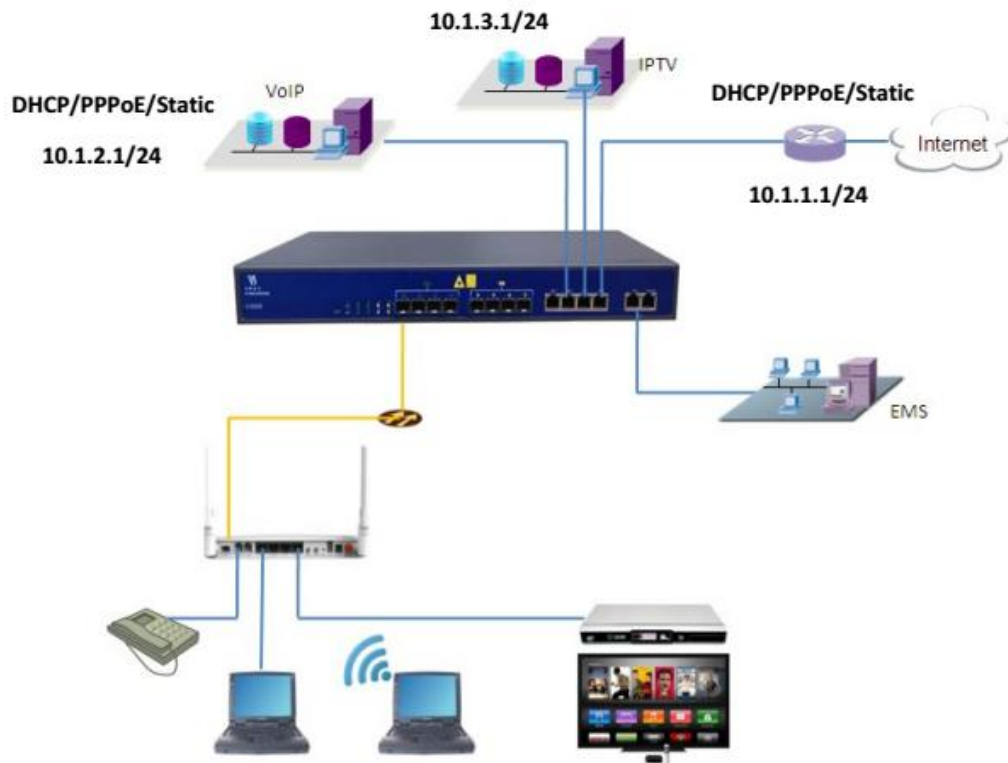 10.1.3.1/24
IPTV
VoIP
DHCP/PPPoE/Static
10.1.2.1/24
DHCP/PPPoE/Static
Internet
10.1.1.1/24
EMS